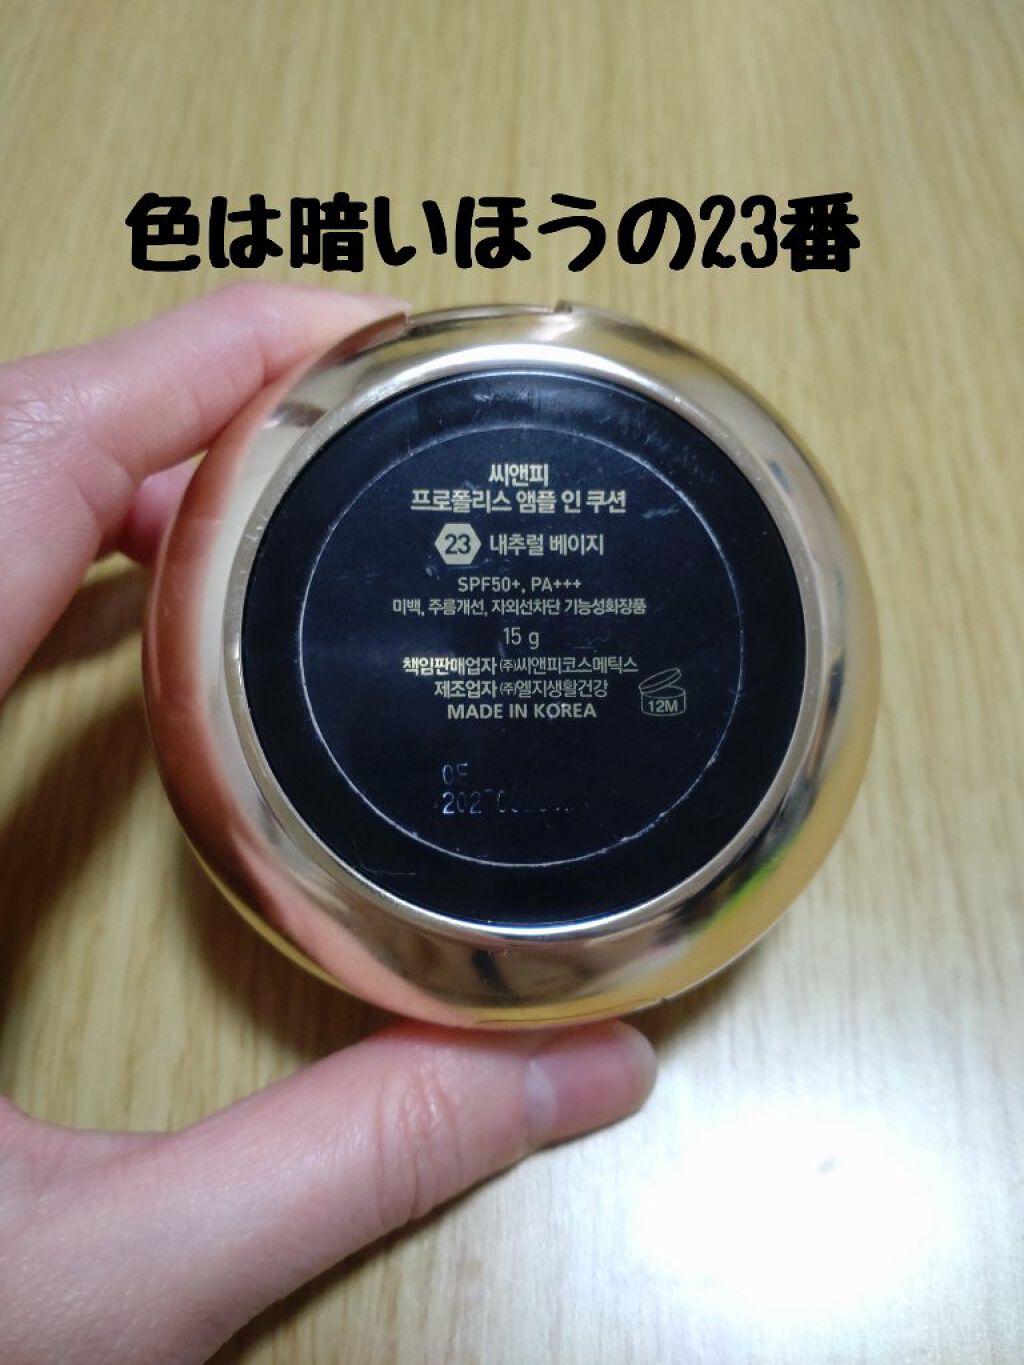 色は暗いほうの23番
씨앤피
프로폴리스 앰플 인 쿠션
23 내추럴 베이지
SPF50+, PA+++
미백, 주름개선, 자외선차단 기능성화장품
15 g
책임판매업자 ㈜씨앤피코스메틱스
제조업자 ㈜엘지생활건강
MADE IN KOREA
12M